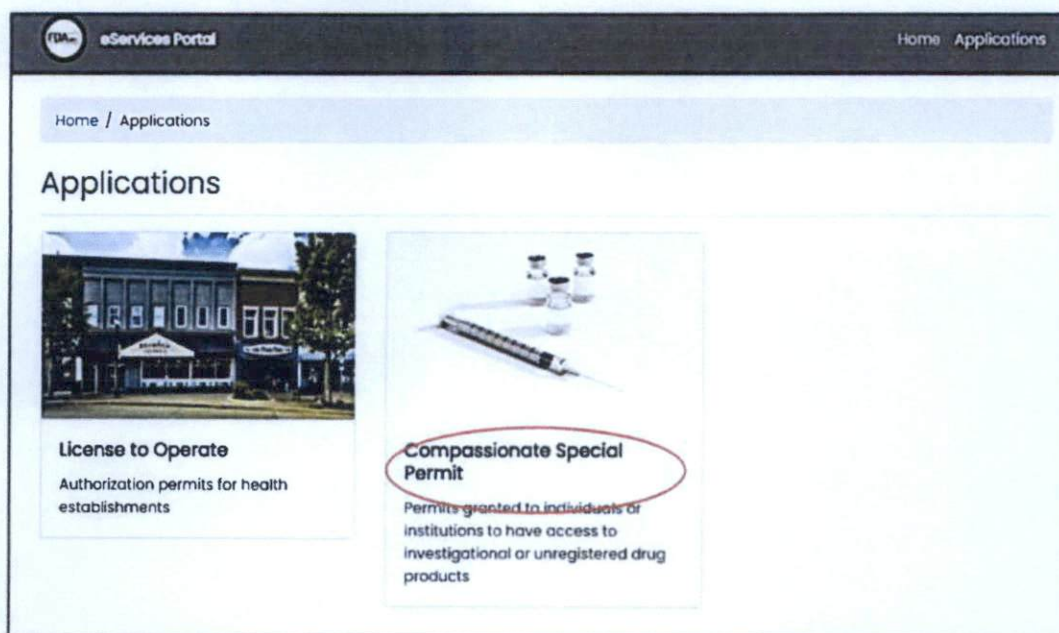 FDA
eServices Portal
Home Applications
Home / Applications
Applications
License to Operate
Authorization permits for health
establishments
Compassionate Special
Permit
Permits granted to individuals or
institutions to have access to
investigational or unregistered drug
products